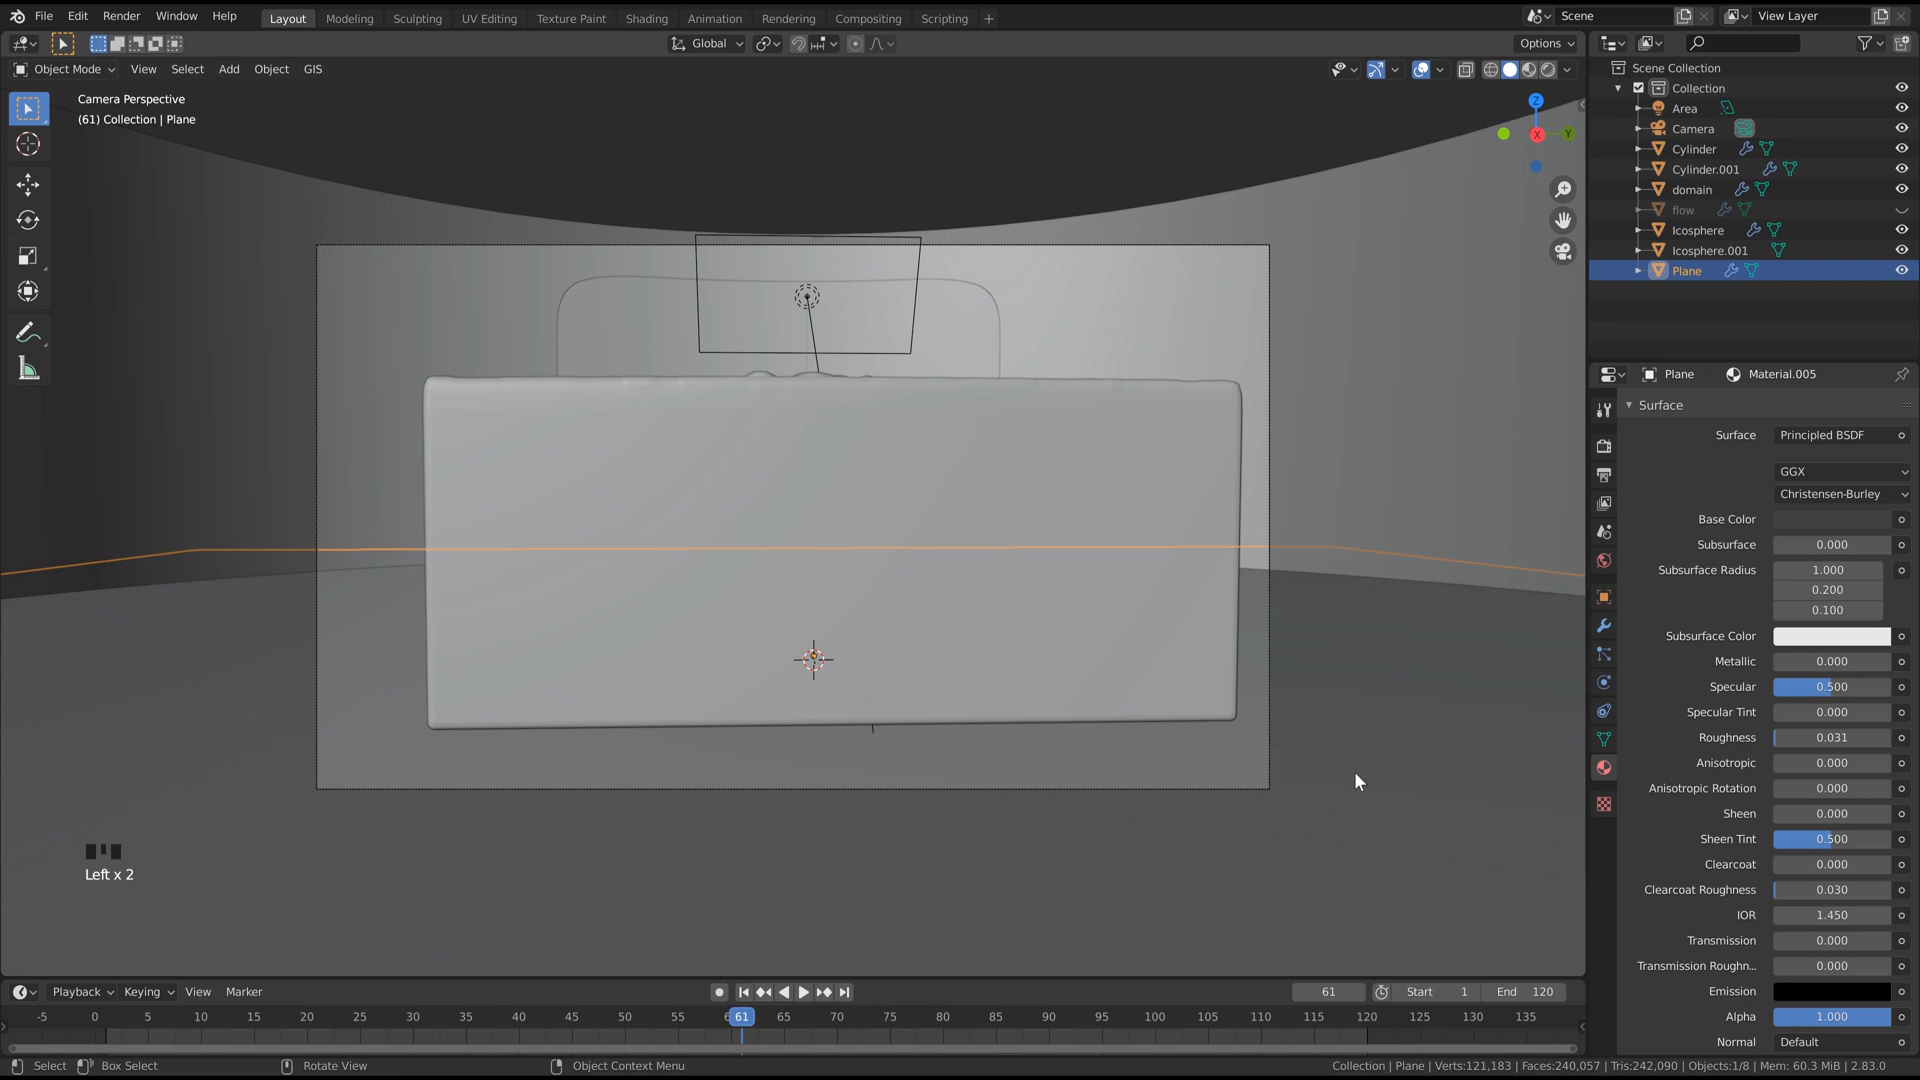 File Edit Render Window Help Layout Modeling Sculpting UV Editing Texture Paint Shading Animation Rendering Compositing Scripting + Scene View Layer
Global Options
Object Mode View Select Add Object GIS
Camera Perspective
(61) Collection | Plane
Z
X
Y
Scene Collection
Collection
Area
Camera
Cylinder
Cylinder.001
domain
flow
Icosphere
Icosphere.001
Plane
Plane Material.005
Surface
Surface Principled BSDF
GGX
Christensen-Burley
Base Color
Subsurface 0.000
Subsurface Radius 1.000
0.200
0.100
Subsurface Color
Metallic 0.000
Specular 0.500
Specular Tint 0.000
Roughness 0.031
Anisotropic 0.000
Anisotropic Rotation 0.000
Sheen 0.000
Sheen Tint 0.500
Clearcoat 0.000
Clearcoat Roughness 0.030
IOR 1.450
Transmission 0.000
Transmission Roughn... 0.000
Emission
Alpha 1.000
Normal Default
Left x 2
Playback Keying View Marker 61 Start 1 End 120
-5 0 5 10 15 20 25 30 35 40 45 50 55 61 65 70 75 80 85 90 95 100 105 110 115 120 125 130 135
Select Box Select Rotate View Object Context Menu Collection | Plane | Verts:121,183 | Faces:240,057 | Tris:242,090 | Objects:1/8 | Mem: 60.3 MiB | 2.83.0